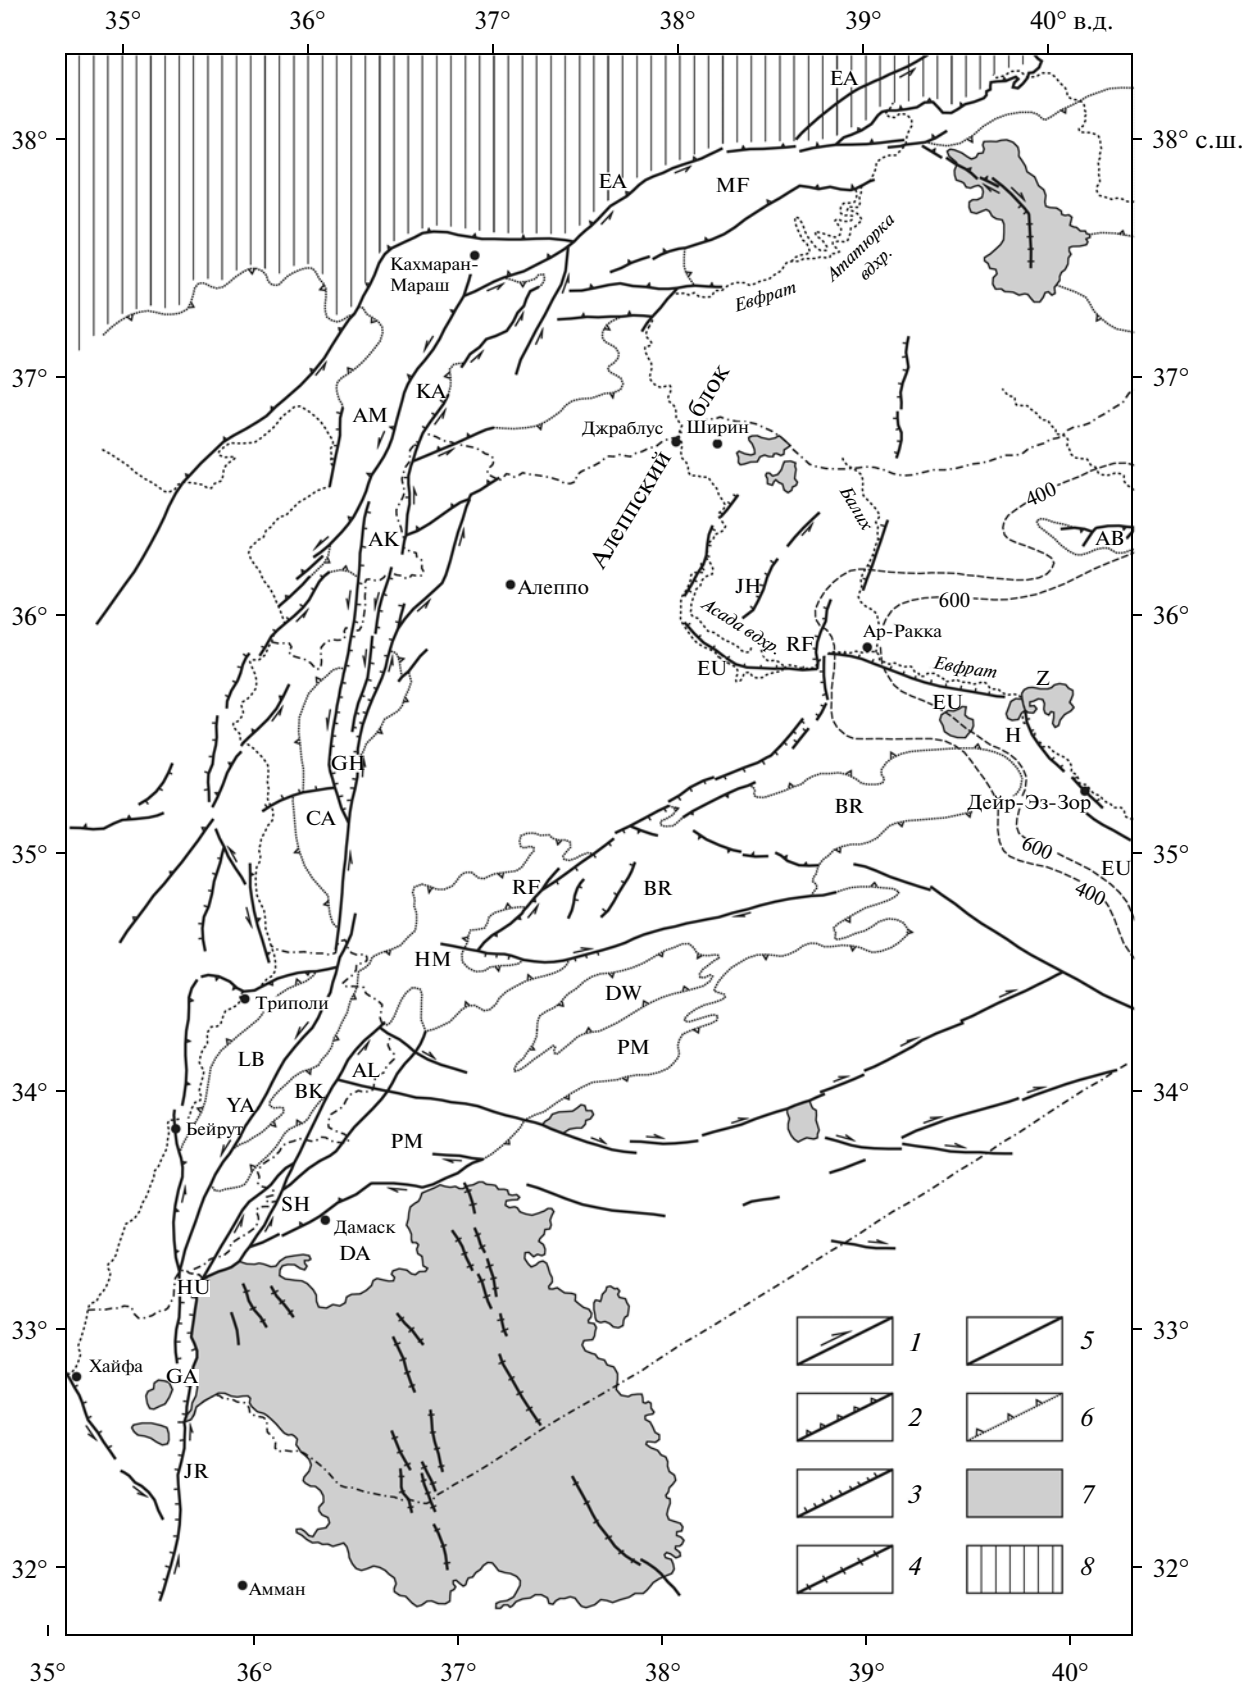 35°
36°
37°
38°
39°
40° в.д.
EA
38°
38° с.ш.
EA
MF
Кахмаран-
Мараш
Ататюрка
вдхр.
Евфрат
37°
37°
KA
AM
блок
Джраблус
Ширин
Алеппский
Балих
400
AB
AK
Алеппо
JH
600
36°
36°
Асада вдхр.
Ар-Ракка
RF
EU
Евфрат
Z
EU
H
GH
CA
BR
Дейр-Эз-Зор
35°
35°
600
EU
400
RF
BR
HM
DW
Триполи
PM
LB
AL
34°
34°
BK
YA
Бейрут
PM
SH
Дамаск
DA
HU
33°
33°
1
5
Хайфа
GA
2
6
JR
3
7
32°
32°
4
8
Амман
35°
36°
37°
38°
39°
40°